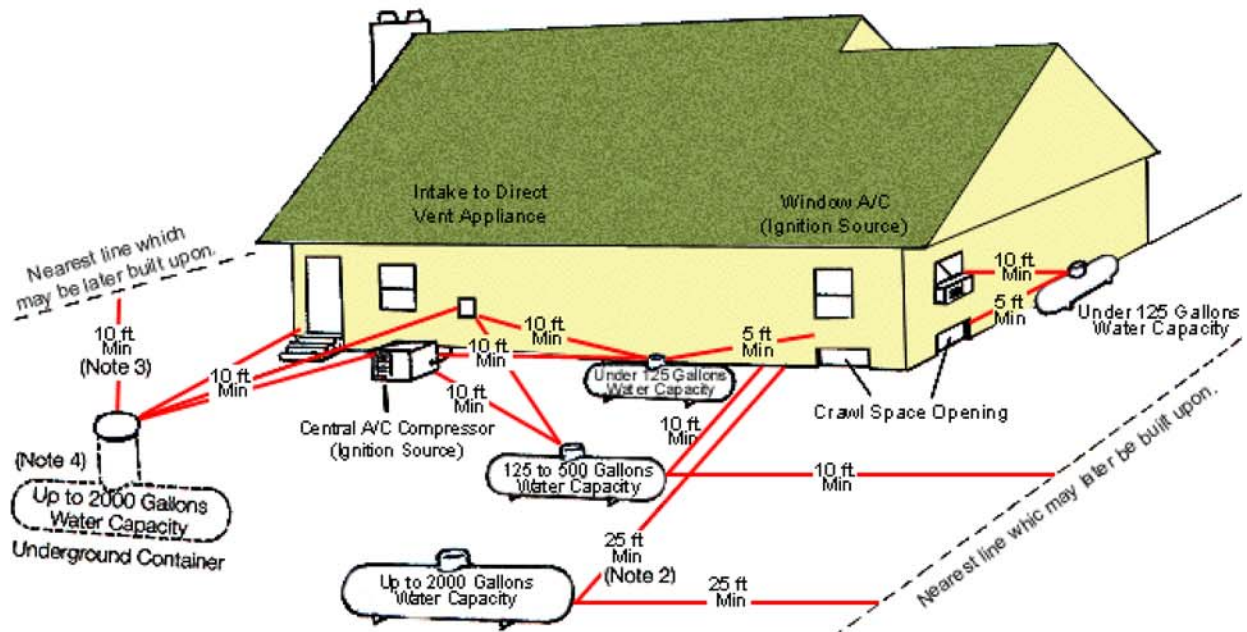 Intake to Direct
Vent Appliance
Window A/C
(Ignition Source)
Nearest line which
may be later built upon.
10 ft
Min
(Note 3)
10 ft
Min
10 ft
Min
10 ft
Min
10 ft
Min
5 ft
Min
10 ft
Min
5 ft
Min
Under 125 Gallons
Water Capacity
Under 125 Gallons
Water Capacity
Crawl Space Opening
Central A/C Compressor
(Ignition Source)
10 ft
Min
125 to 500 Gallons
Water Capacity
10 ft
Min
(Note 4)
Up to 2000 Gallons
Water Capacity
Underground Container
25 ft
Min
(Note 2)
Up to 2000 Gallons
Water Capacity
25 ft
Min
Nearest line whic may later be built upon.